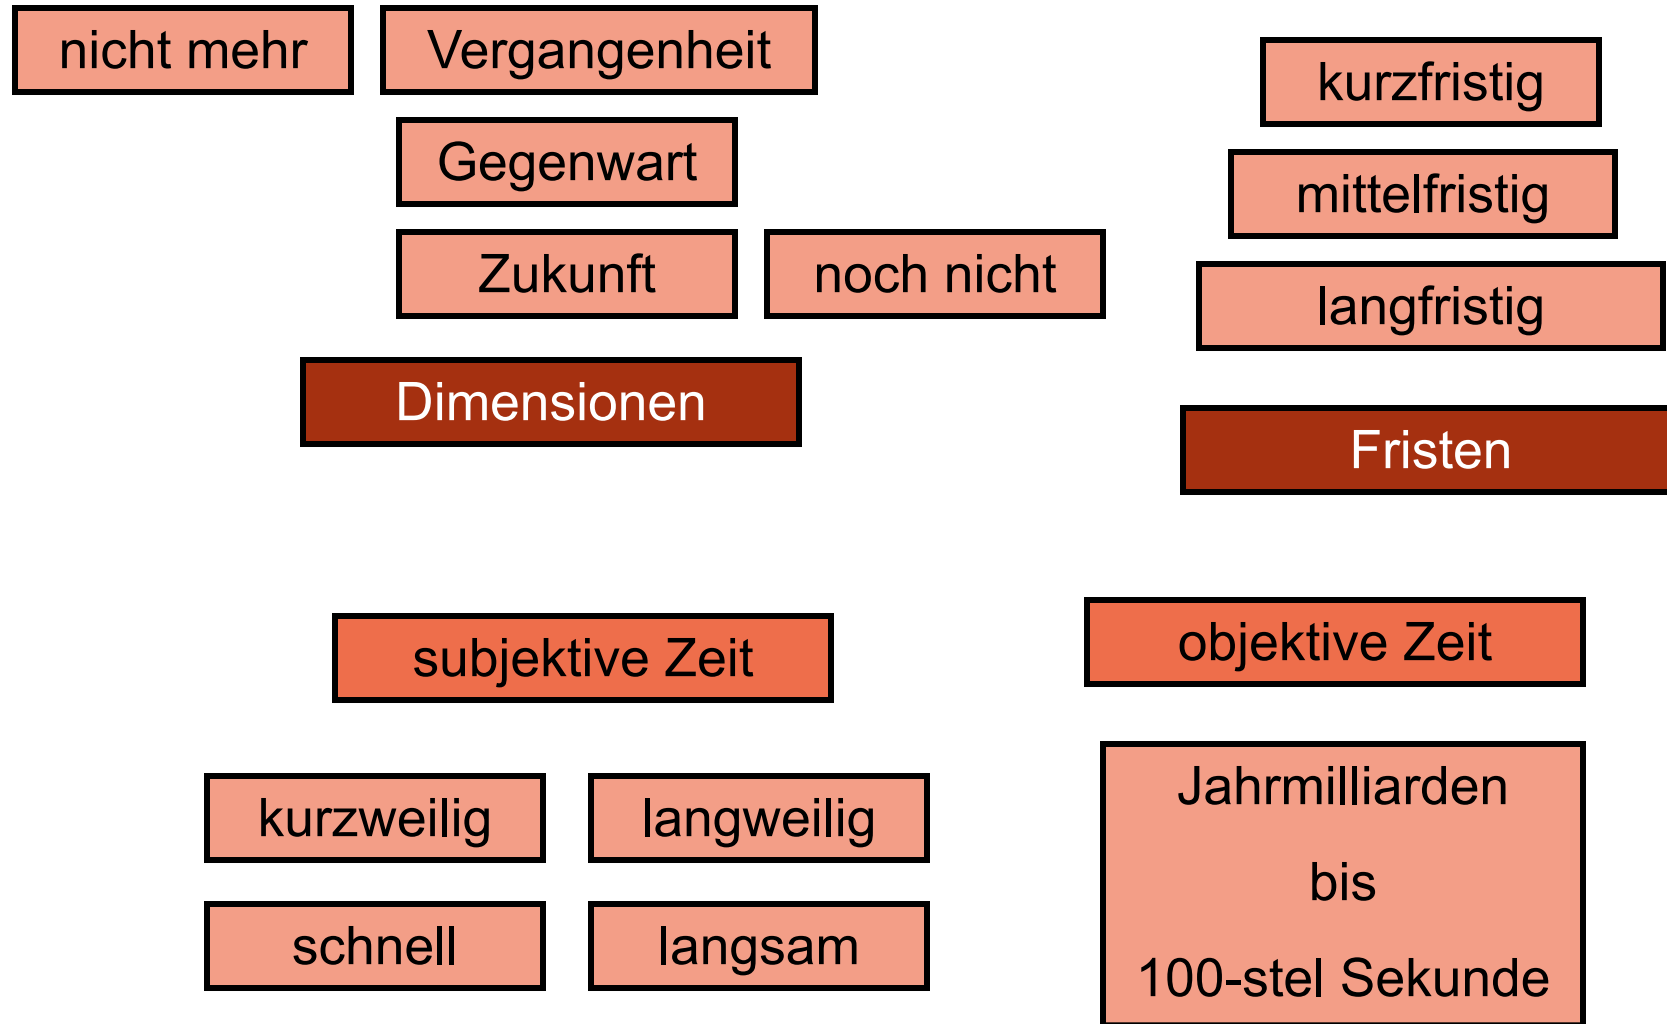 nicht mehr
Vergangenheit
Gegenwart
Zukunft
noch nicht
Dimensionen
kurzfristig
mittelfristig
langfristig
Fristen
subjektive Zeit
kurzweilig
langweilig
schnell
langsam
objektive Zeit
Jahrmilliarden
bis
100-stel Sekunde